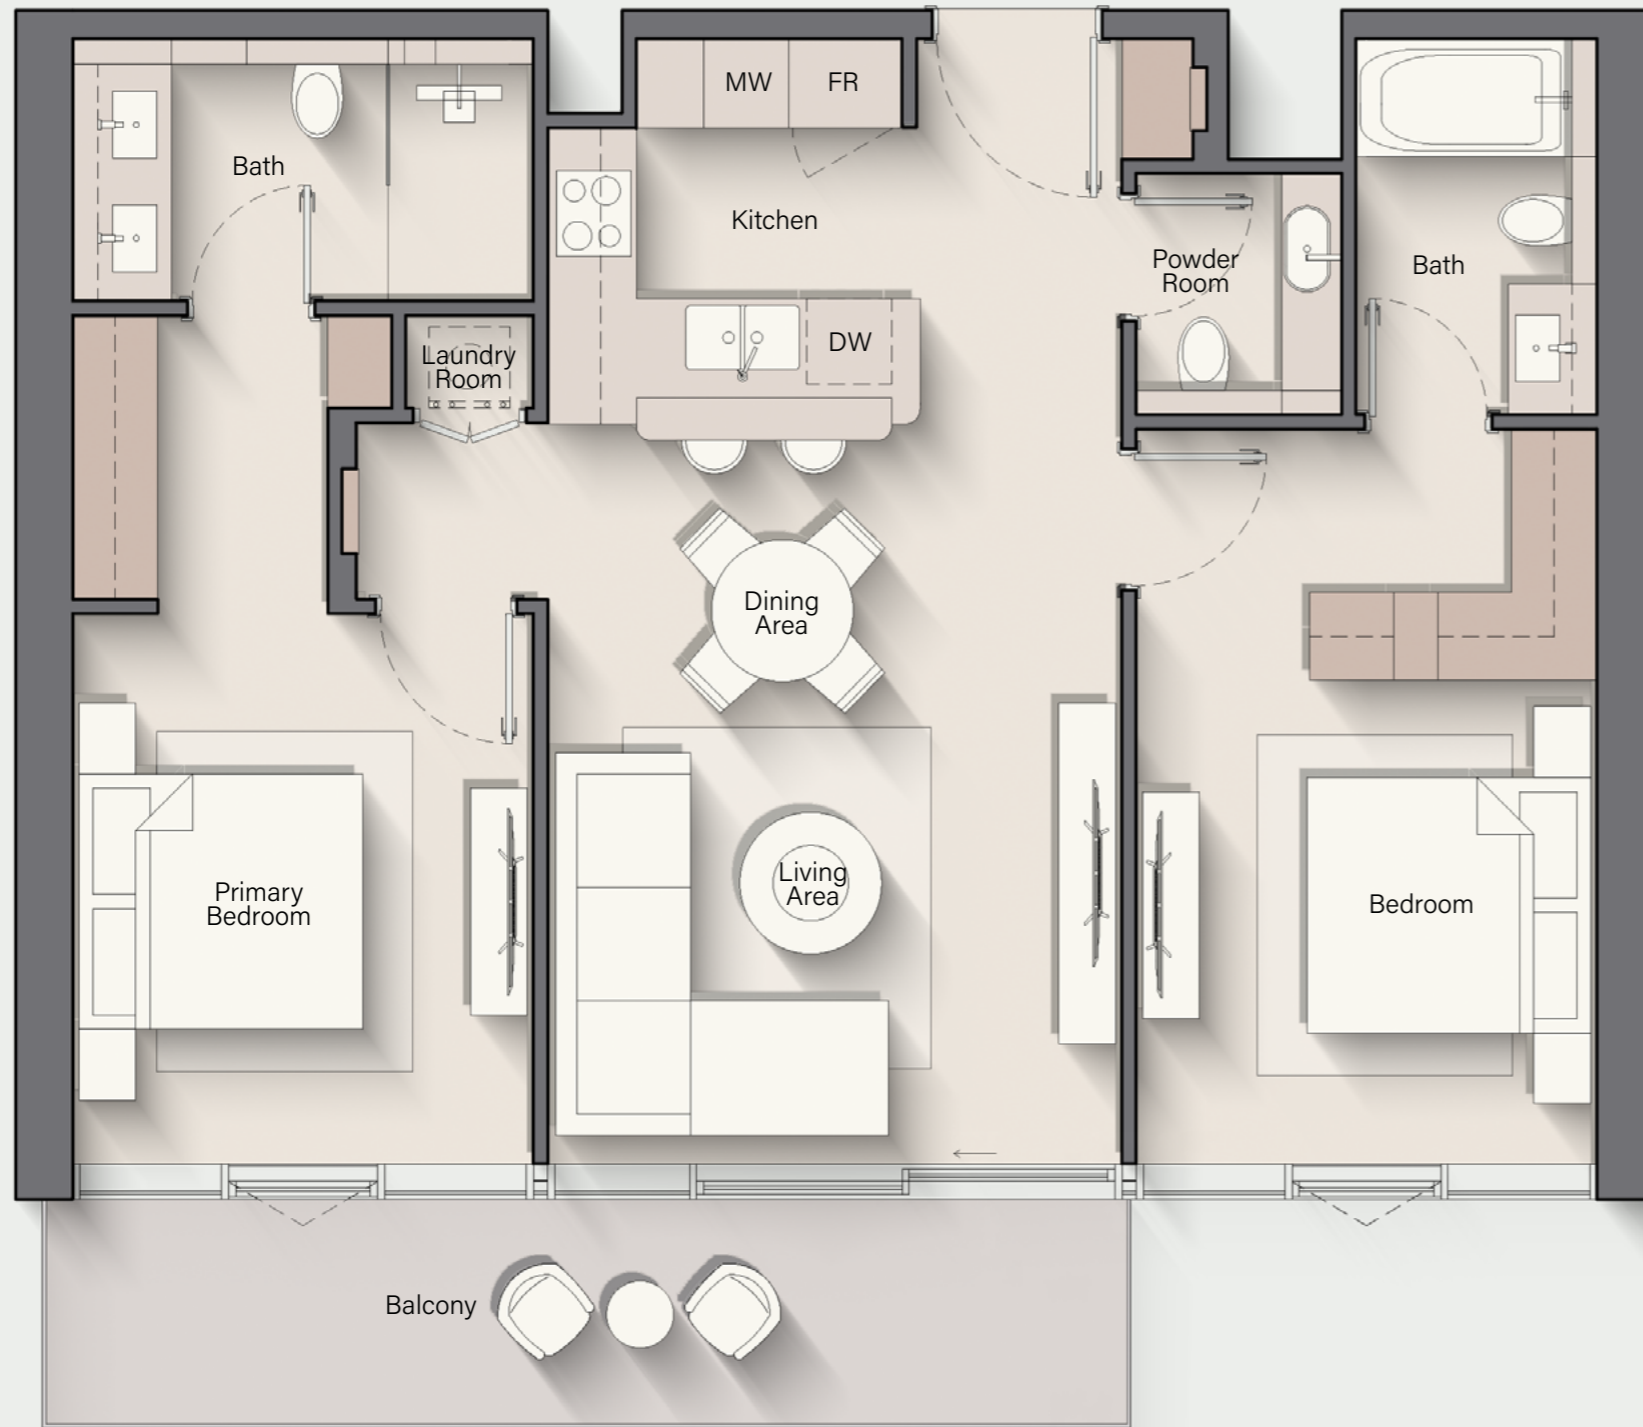 MW
FR
Bath
Kitchen
Powder
Room
Bath
Laundry
Room
DW
Dining
Area
Living
Area
Primary
Bedroom
Bedroom
Balcony